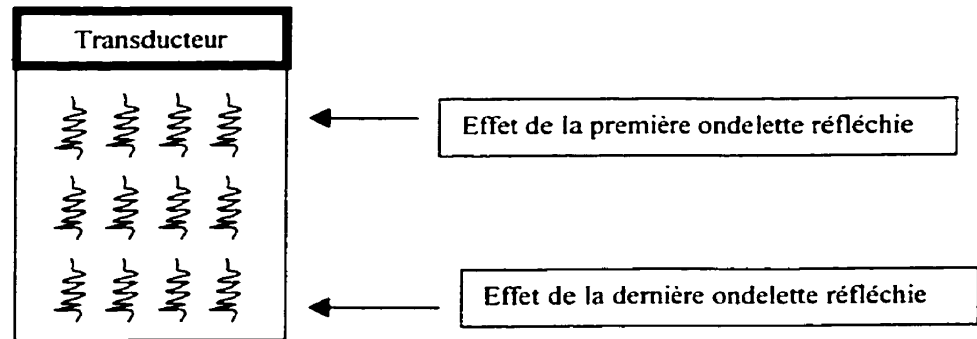 Transducteur
Effet de la première ondelette réfléchie
Effet de la dernière ondelette réfléchie